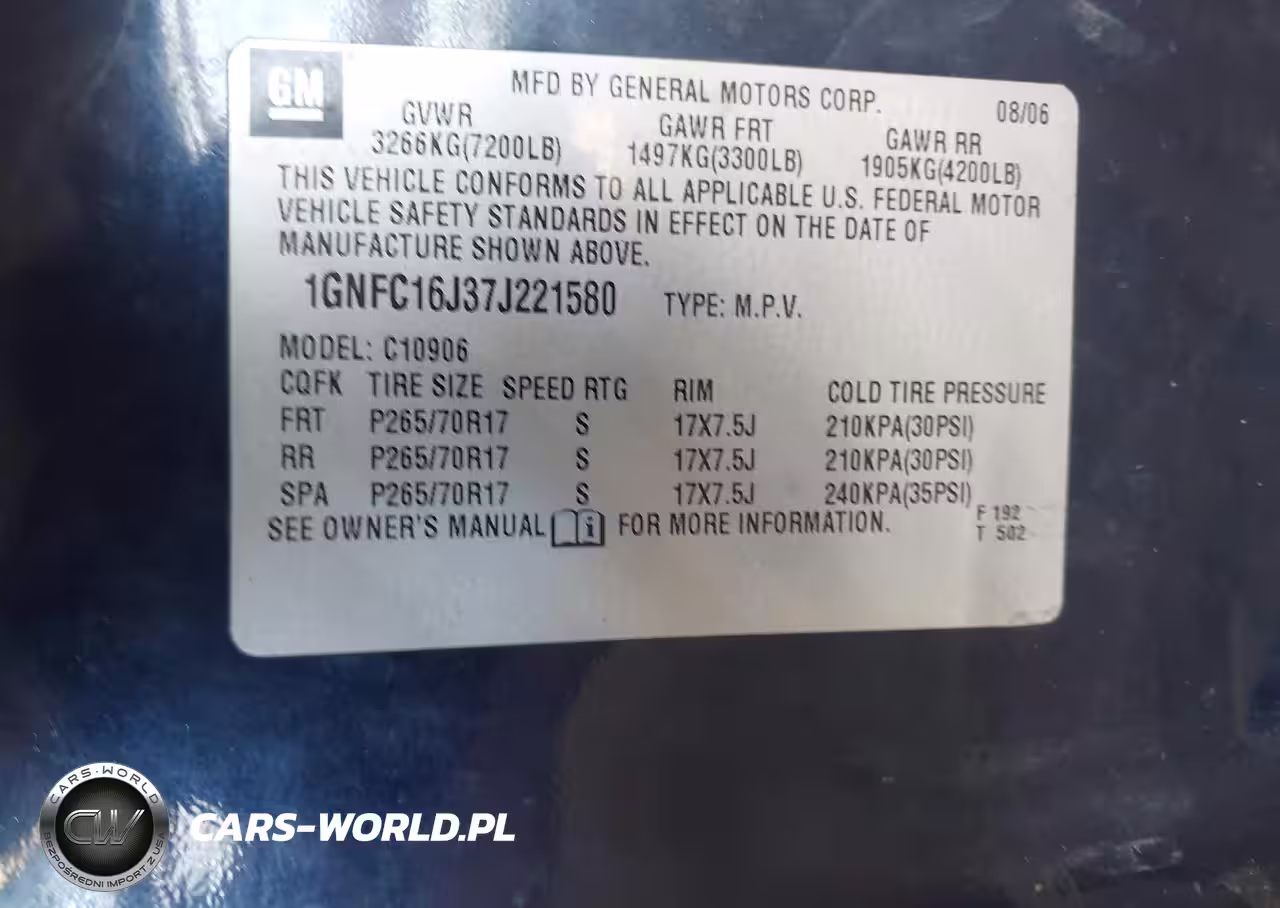 GM
MFD BY GENERAL MOTORS CORP. 08/06
GVWR GAWR FRT GAWR RR
3266KG(7200LB) 1497KG(3300LB) 1905KG(4200LB)
THIS VEHICLE CONFORMS TO ALL APPLICABLE U.S. FEDERAL MOTOR
VEHICLE SAFETY STANDARDS IN EFFECT ON THE DATE OF
MANUFACTURE SHOWN ABOVE.
1GNFC16J37J221580 TYPE: M.P.V.
MODEL: C10906
CQFK TIRE SIZE SPEED RTG RIM COLD TIRE PRESSURE
FRT P265/70R17 S 17X7.5J 210KPA(30PSI)
RR P265/70R17 S 17X7.5J 210KPA(30PSI)
SPA P265/70R17 S 17X7.5J 240KPA(35PSI)
SEE OWNER'S MANUAL i FOR MORE INFORMATION.
F 192
T 502
CARS-WORLD
CW
BEZPOŚREDNI IMPORT Z USA
CARS-WORLD.PL